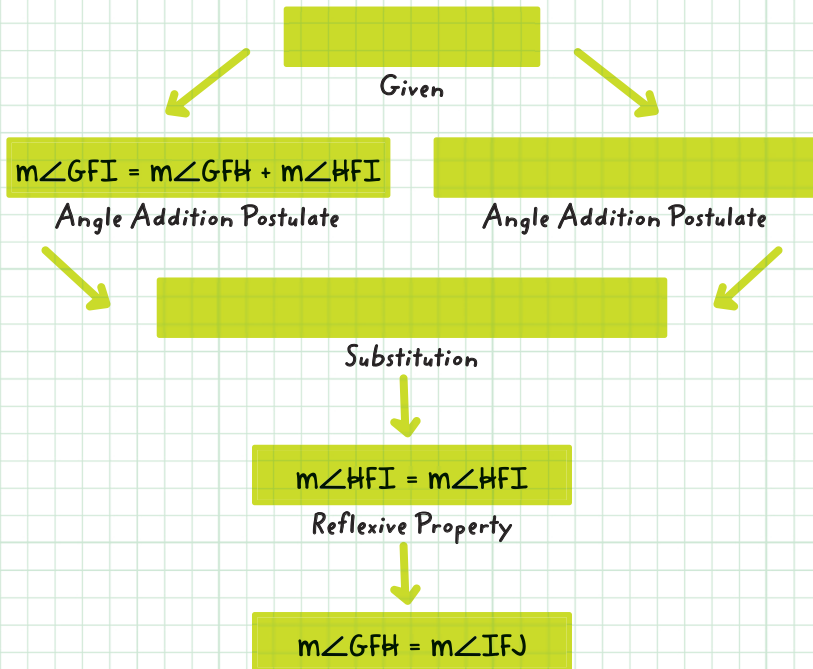 Given
m∠GFI = m∠GFH + m∠HFI
Angle Addition Postulate
Angle Addition Postulate
Substitution
m∠HFI = m∠HFI
Reflexive Property
m∠GFH = m∠IFJ